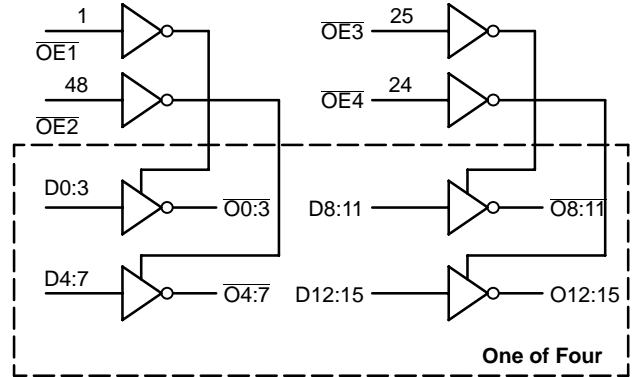 1
OE1
25
OE3
48
OE2
24
OE4
D0:3
O0:3
D8:11
O8:11
D4:7
O4:7
D12:15
O12:15
One of Four